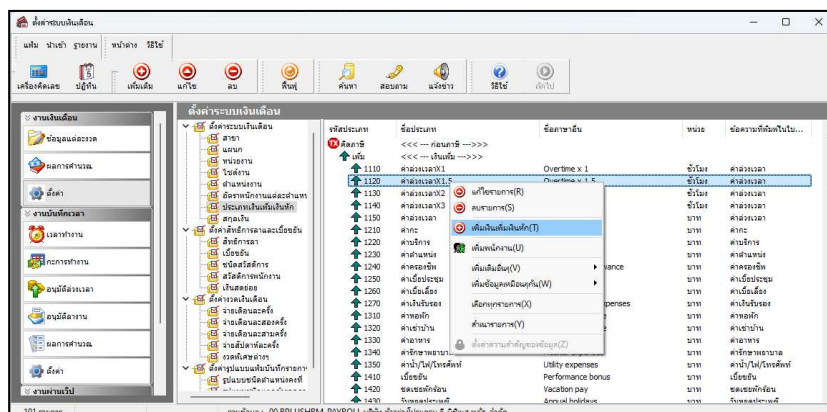 ตั้งค่าระบบเงินเดือน
แฟ้ม นำเข้า รายงาน หน้าต่าง วิธีใช้
เครื่องคิดเลข ปฏิทิน เพิ่มเติม แก้ไข ลบ ฟื้นฟู ค้นหา สอบถาม แจ้งข่าว วิธีใช้ ถัดไป
ตั้งค่าระบบเงินเดือน
งานเงินเดือน
ข้อมูลแต่ละงวด
ผลการคำนวณ
ตั้งค่า
งานบันทึกเวลา
เวลาทำงาน
กะการทำงาน
อนุมัติล่วงเวลา
อนุมัติลางาน
ผลการคำนวณ
ตั้งค่า
งานผ่านเว็ป
ตั้งค่าระบบเงินเดือน
สาขา
แผนก
หน่วยงาน
ไซต์งาน
ตำแหน่งงาน
อัตราพนักงานแต่ละตำแหน่
ประเภทเงินเพิ่มเงินหัก
สกุลเงิน
ตั้งค่าสิทธิการลาและเบี้ยขยัน
สิทธิการลา
เบี้ยขยัน
ชนิดสวัสดิการ
สวัสดิการพนักงาน
เงินสดย่อย
ตั้งค่างวดเงินเดือน
จ่ายเดือนละครั้ง
จ่ายเดือนละสองครั้ง
จ่ายเดือนละสามครั้ง
จ่ายสัปดาห์ละครั้ง
งวดพิเศษต่างๆ
ตั้งค่ารูปแบบแฟ้มบันทึกรายกา
รูปแบบชนิดตำแหน่งคงที่
รหัสประเภท ชื่อประเภท ชื่อภาษาอื่น หน่วย ข้อความที่พิมพ์ในใบ...
คิดภาษี <<< --- ก่อนภาษี --->>>
เพิ่ม <<< --- เงินเพิ่ม --->>>
1110 ค่าล่วงเวลาX1 Overtime x 1 ชั่วโมง ค่าล่วงเวลา
1120 ค่าล่วงเวลาX1.5 Overtime x 1.5 ชั่วโมง ค่าล่วงเวลา
1130 ค่าล่วงเวลาX2 ชั่วโมง ค่าล่วงเวลา
1140 ค่าล่วงเวลาX3 ชั่วโมง ค่าล่วงเวลา
1150 ค่าล่วงเวลา บาท ค่าล่วงเวลา
1210 ค่ากะ บาท ค่ากะ
1220 ค่าบริการ บาท ค่าบริการ
1230 ค่าตำแหน่ง บาท ค่าตำแหน่ง
1240 ค่าครองชีพ wance บาท ค่าครองชีพ
1250 ค่าเบี้ยประชุม บาท ค่าเบี้ยประชุม
1260 ค่าเบี้ยเลี้ยง บาท ค่าเบี้ยเลี้ยง
1270 ค่าเงินรับรอง penses บาท ค่าเงินรับรอง
1310 ค่าหอพัก บาท ค่าหอพัก
1320 ค่าเช่าบ้าน บาท ค่าเช่าบ้าน
1330 ค่าอาหาร บาท ค่าอาหาร
1340 ค่ารักษาพยาบาล บาท ค่ารักษาพยาบาล
1350 ค่าน้ำ/ไฟ/โทรศัพท์ Utility expenses บาท ค่าน้ำ/ไฟ/โทรศัพท์
1410 เบี้ยขยัน Performance bonus บาท เบี้ยขยัน
1420 ชดเชยพักร้อน Vacation pay บาท ชดเชยพักร้อน
1430 วันหยุดประเพณี Annual holidays บาท วันหยุดประเพณี
แก้ไขรายการ(R)
ลบรายการ(S)
เพิ่มเงินเพิ่มเงินหัก(T)
เพิ่มพนักงาน(U)
เพิ่มเติมอื่นๆ(V)
เพิ่มข้อมูลเหมือนๆกัน(W)
เลือกทุกรายการ(X)
สำเนารายการ(Y)
ตั้งค่าความสำคัญของข้อมูล(Z)